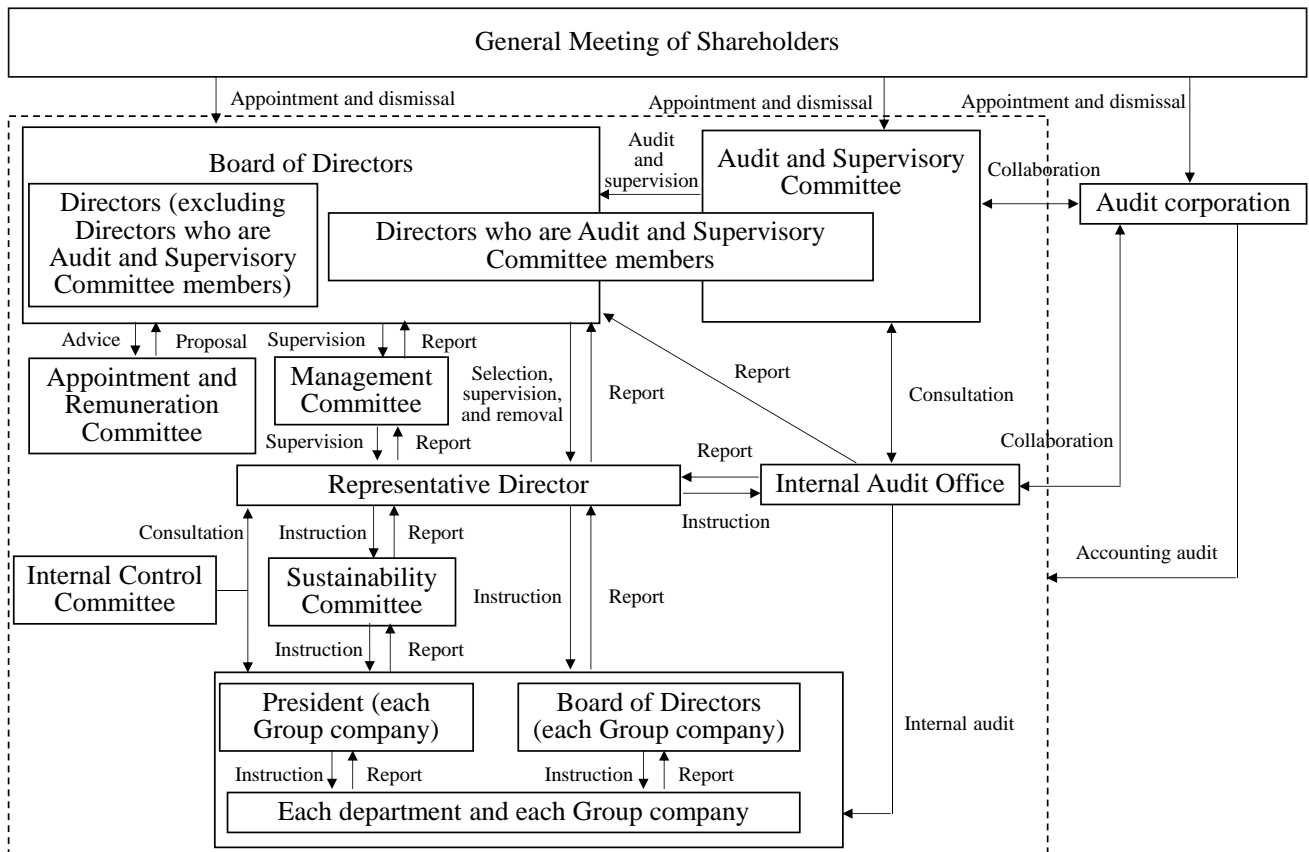 General Meeting of Shareholders
Appointment and dismissal
Appointment and dismissal
Appointment and dismissal
Board of Directors
Audit
and
supervision
Audit and Supervisory
Committee
Collaboration
Audit corporation
Directors (excluding
Directors who are
Audit and Supervisory
Committee members)
Directors who are Audit and Supervisory
Committee members
Advice
Proposal
Supervision
Report
Selection,
supervision,
and removal
Report
Report
Consultation
Appointment and
Remuneration
Committee
Management
Committee
Supervision
Report
Collaboration
Representative Director
Report
Instruction
Internal Audit Office
Consultation
Instruction
Report
Accounting audit
Internal Control
Committee
Sustainability
Committee
Instruction
Report
Instruction
Report
President (each
Group company)
Board of Directors
(each Group company)
Internal audit
Instruction
Report
Instruction
Report
Each department and each Group company